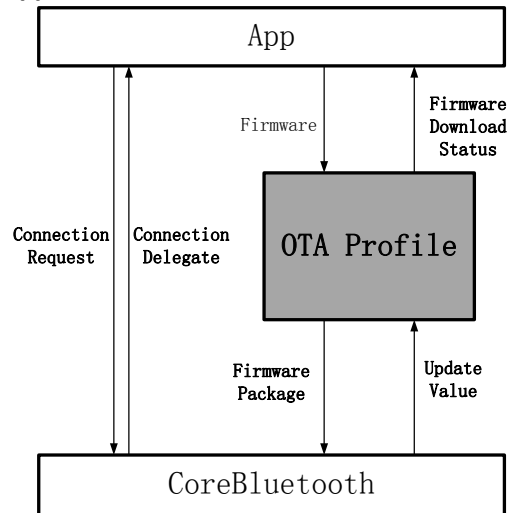 App
Firmware
Firmware
Download
Status
Connection
Request
Connection
Delegate
OTA Profile
Firmware
Package
Update
Value
CoreBluetooth